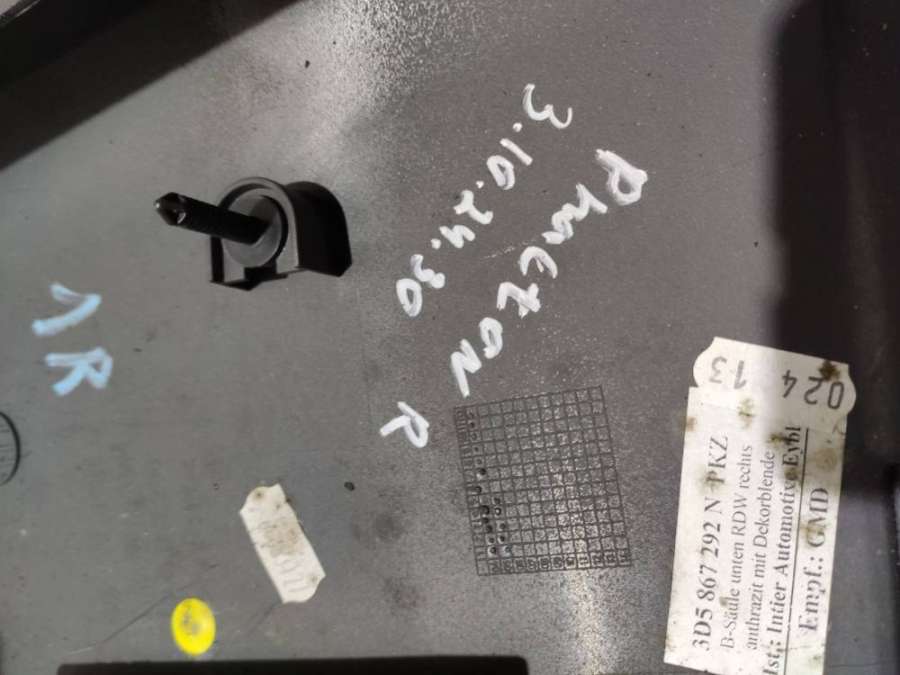 Phaeton R
3.10.24.30
1R
024
13
3D5 867 292 N PKZ
B-Säule unten RDW rechts
anthrazit mit Dekorblende
Ist.: Intier Automotive Eybl
Empf.: GMD